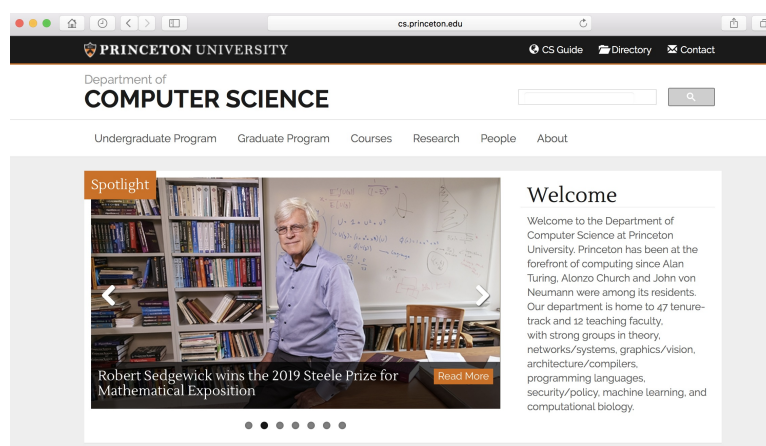 cs.princeton.edu
PRINCETON UNIVERSITY
CS Guide
Directory
Contact
Department of
COMPUTER SCIENCE
Undergraduate Program
Graduate Program
Courses
Research
People
About
Spotlight
Robert Sedgewick wins the 2019 Steele Prize for
Mathematical Exposition
Read More
Welcome
Welcome to the Department of
Computer Science at Princeton
University. Princeton has been at the
forefront of computing since Alan
Turing, Alonzo Church and John von
Neumann were among its residents.
Our department is home to 47 tenure-
track and 12 teaching faculty,
with strong groups in theory,
networks/systems, graphics/vision,
architecture/compilers,
programming languages,
security/policy, machine learning, and
computational biology.